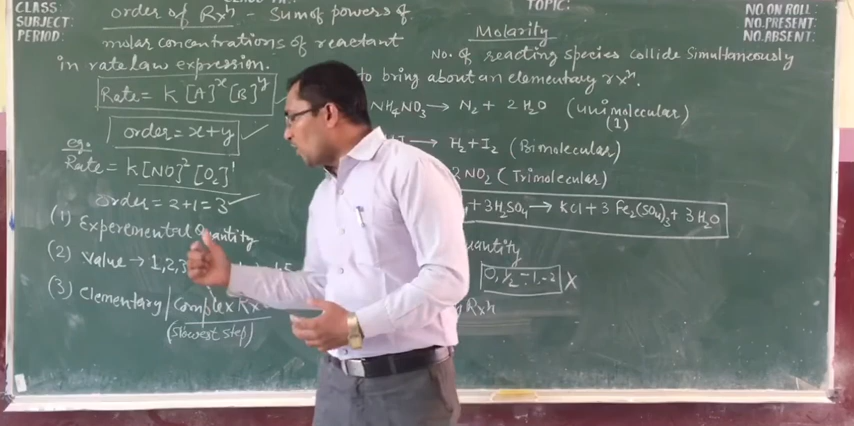 CLASS:
SUBJECT:
PERIOD:
TOPIC:
NO.ON ROLL:
NO.PRESENT:
NO.ABSENT:
order of Rxⁿ - Sum of powers of
molar concentrations of reactant
in rate law expression.
Rate = K [A]ˣ [B]ʸ
order = x+y
eg.
Rate = K [NO]² [O₂]¹
order = 2+1=3
(1) Experemental Quantity
(2) Value → 1,2,3
(3) Elementary / Complex Rx
(Slowest step)
Molarity
No. of reacting species collide Simultaneously
to bring about an elementary rxⁿ.
NH₄NO₃ → N₂ + 2H₂O (Unimolecular)
(1)
→ H₂ + I₂ (Bimolecular)
2NO₂ (Trimolecular)
+ 3H₂SO₄ → KCl + 3 Fe₂(SO₄)₃ + 3H₂O
Quantity
0, 1/2 -1, -2 X
Rxⁿ